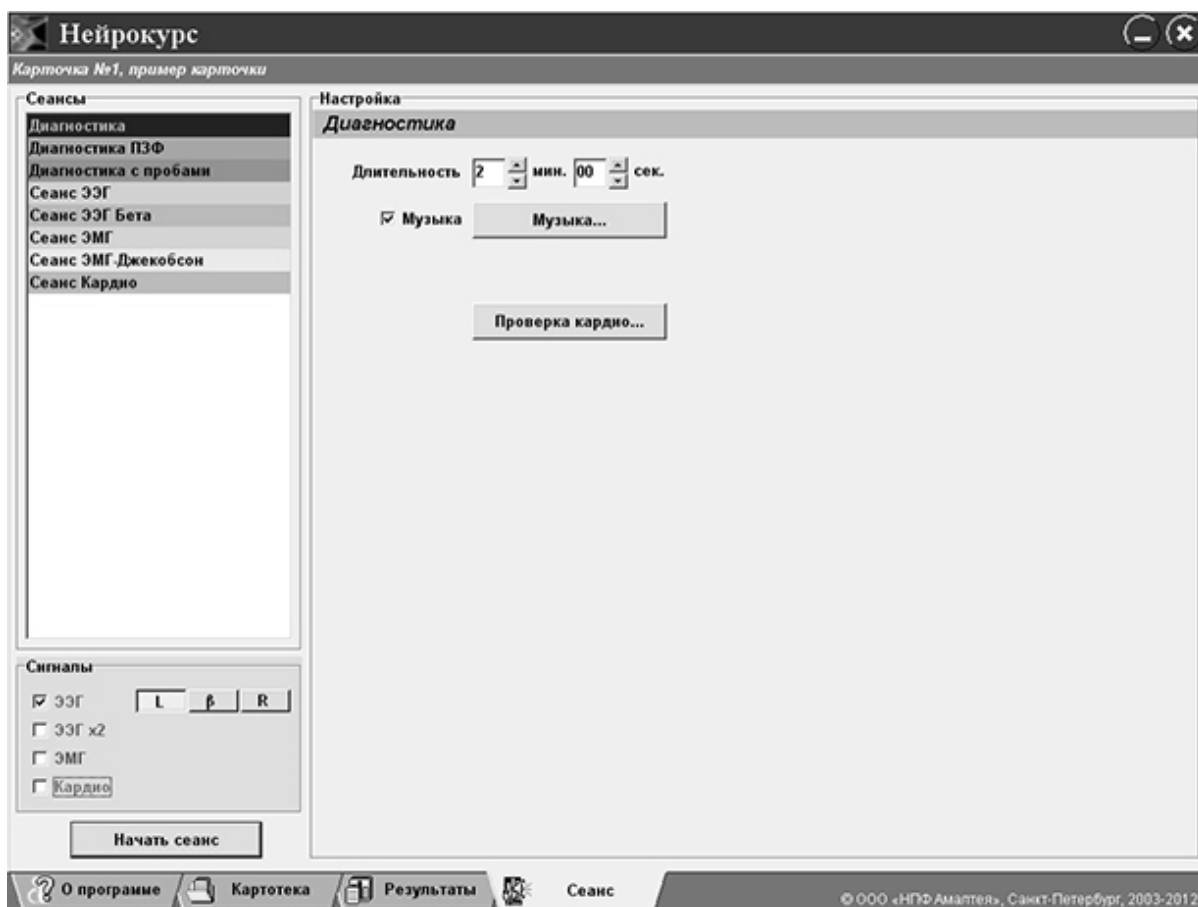 Нейрокурс
Карточка №1, пример карточки
Сеансы
Диагностика
Диагностика ПЗФ
Диагностика с пробами
Сеанс ЭЭГ
Сеанс ЭЭГ Бета
Сеанс ЭМГ
Сеанс ЭМГ-Джекобсон
Сеанс Кардио
Настройка
Диагностика
Длительность 2 мин. 00 сек.
Музыка Музыка...
Проверка кардио...
Сигналы
ЭЭГ L β R
ЭЭГ x2
ЭМГ
Кардио
Начать сеанс
О программе Картотека Результаты Сеанс
© ООО «НПФ Амалтея», Санкт-Петербург, 2003-2012